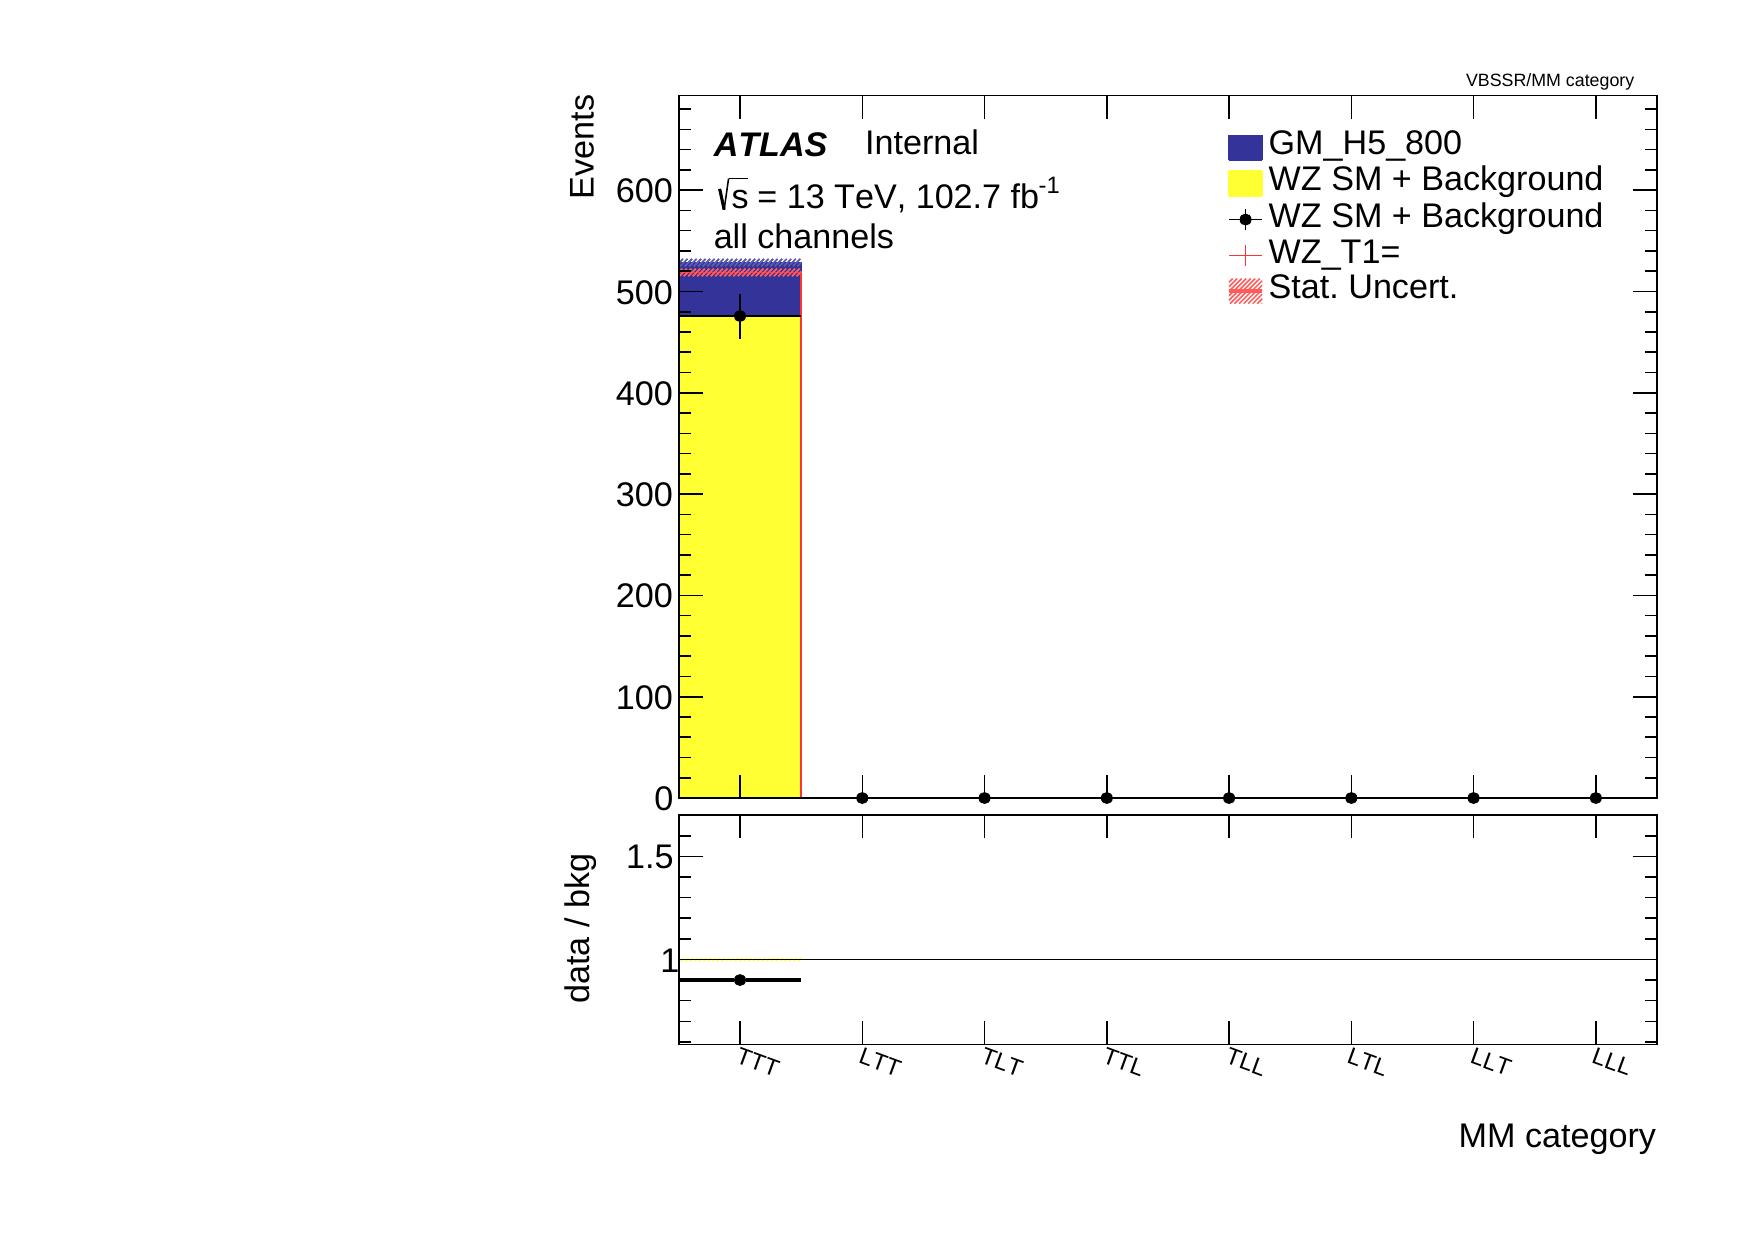 VBSSR/MM category
Events
ATLAS Internal
√s = 13 TeV, 102.7 fb-1
all channels
GM_H5_800
WZ SM + Background
WZ SM + Background
WZ_T1=
Stat. Uncert.
600
500
400
300
200
100
0
data / bkg
1.5
1
TTT LTT TLT TTL TLL LTL LLT LLL
MM category